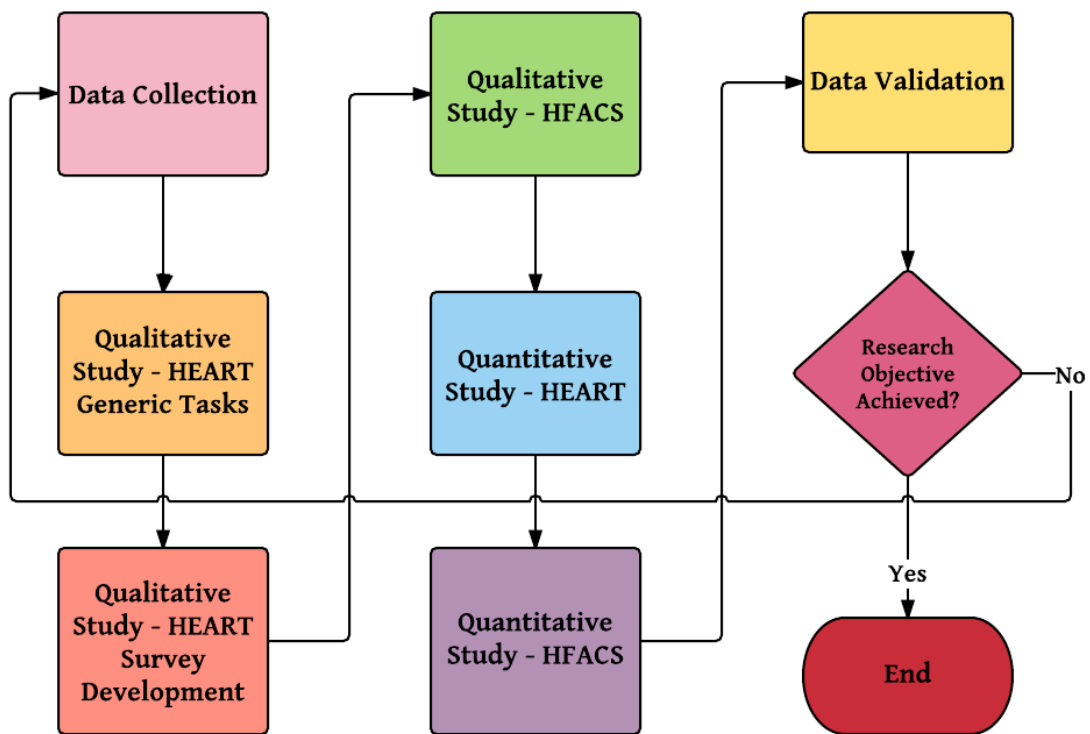 Data Collection
Qualitative
Study - HEART
Generic Tasks
Qualitative
Study - HEART
Survey
Development
Qualitative
Study - HFACS
Quantitative
Study - HEART
Quantitative
Study - HFACS
Data Validation
Research
Objective
Achieved?
No
Yes
End